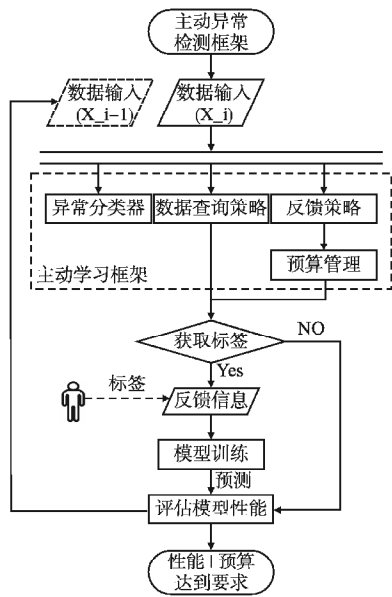 主动异常
检测框架
数据输入
(X_i-1)
数据输入
(X_i)
异常分类器
数据查询策略
反馈策略
预算管理
主动学习框架
获取标签
NO
Yes
标签
反馈信息
模型训练
预测
评估模型性能
性能 | 预算
达到要求